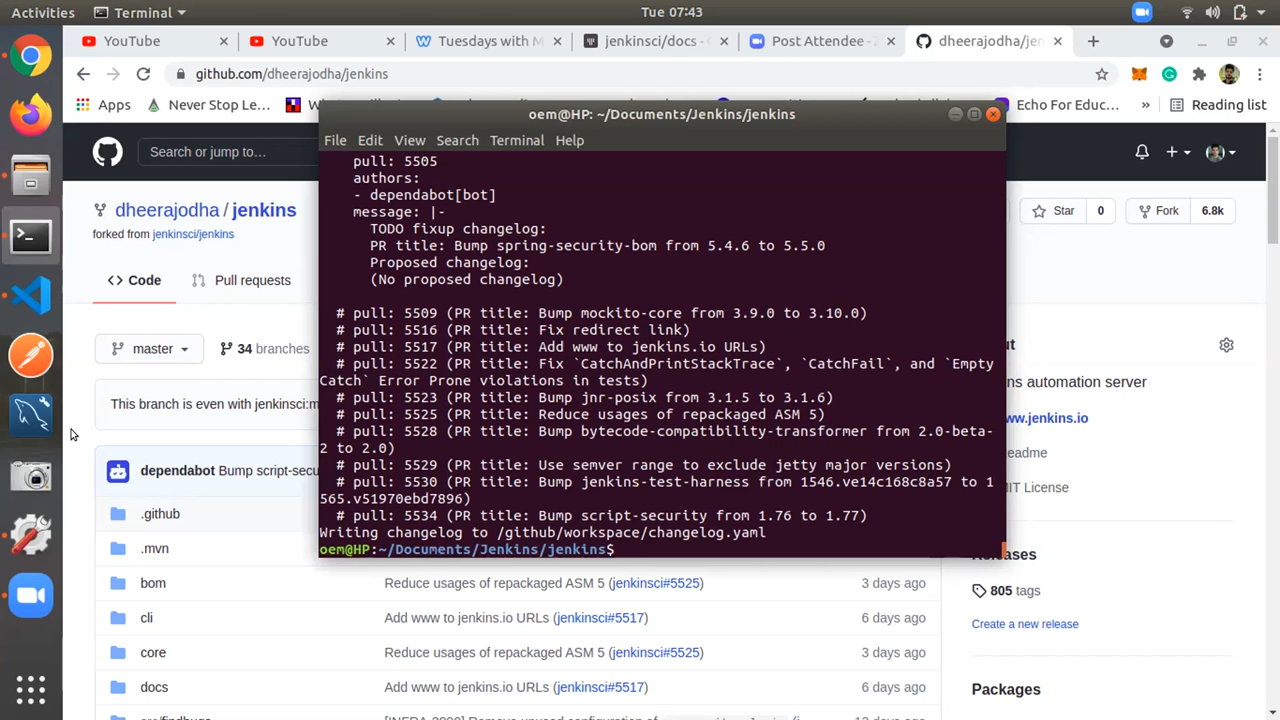 Activities Terminal Tue 07:43
YouTube YouTube Tuesdays with M jenkinsci/docs - Post Attendee - dheerajodha/jen
github.com/dheerajodha/jenkins
Apps Never Stop Le... Echo For Educ... » Reading list
oem@HP: ~/Documents/Jenkins/jenkins
File Edit View Search Terminal Help
pull: 5505
authors:
- dependabot[bot]
message: |-
TODO fixup changelog:
PR title: Bump spring-security-bom from 5.4.6 to 5.5.0
Proposed changelog:
(No proposed changelog)
# pull: 5509 (PR title: Bump mockito-core from 3.9.0 to 3.10.0)
# pull: 5516 (PR title: Fix redirect link)
# pull: 5517 (PR title: Add www to jenkins.io URLs)
# pull: 5522 (PR title: Fix `CatchAndPrintStackTrace`, `CatchFail`, and `Empty
Catch` Error Prone violations in tests)
# pull: 5523 (PR title: Bump jnr-posix from 3.1.5 to 3.1.6)
# pull: 5525 (PR title: Reduce usages of repackaged ASM 5)
# pull: 5528 (PR title: Bump bytecode-compatibility-transformer from 2.0-beta-
2 to 2.0)
# pull: 5529 (PR title: Use semver range to exclude jetty major versions)
# pull: 5530 (PR title: Bump jenkins-test-harness from 1546.ve14c168c8a57 to 1
565.v51970ebd7896)
# pull: 5534 (PR title: Bump script-security from 1.76 to 1.77)
Writing changelog to /github/workspace/changelog.yaml
oem@HP:~/Documents/Jenkins/jenkins$
Search or jump to...
dheerajodha / jenkins
forked from jenkinsci/jenkins
Star 0 Fork 6.8k
<> Code Pull requests
master 34 branches
This branch is even with jenkinsci:m
dependabot Bump script-secu
.github
.mvn
bom Reduce usages of repackaged ASM 5 (jenkinsci#5525) 3 days ago
cli Add www to jenkins.io URLs (jenkinsci#5517) 6 days ago
core Reduce usages of repackaged ASM 5 (jenkinsci#5525) 3 days ago
docs Add www to jenkins.io URLs (jenkinsci#5517) 6 days ago
ut
ns automation server
ww.jenkins.io
eadme
IT License
Releases
805 tags
Create a new release
Packages